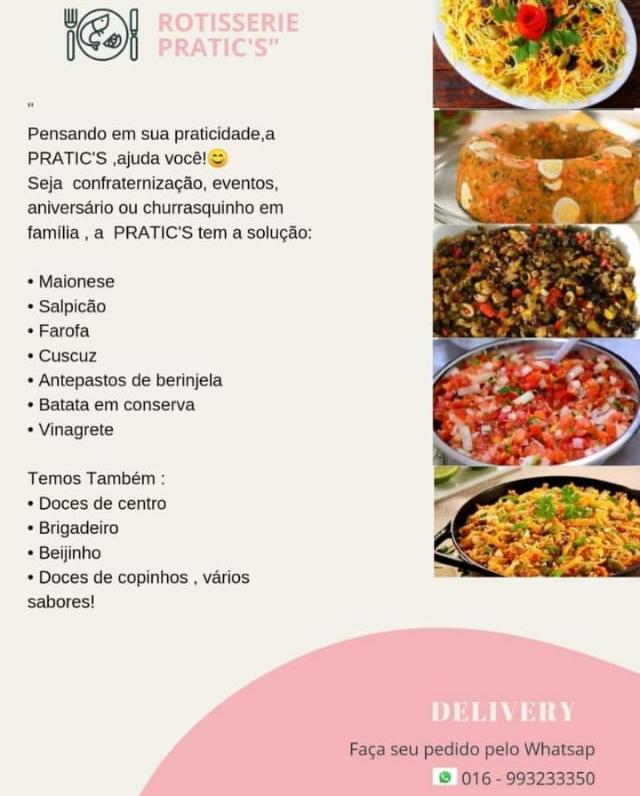 ROTISSERIE
PRATIC'S"
"
Pensando em sua praticidade,a
PRATIC'S ,ajuda você!😊
Seja  confraternização, eventos,
aniversário ou churrasquinho em
família , a  PRATIC'S tem a solução:
• Maionese
• Salpicão
• Farofa
• Cuscuz
• Antepastos de berinjela
• Batata em conserva
• Vinagrete
Temos Também :
• Doces de centro
• Brigadeiro
• Beijinho
• Doces de copinhos , vários
sabores!
DELIVERY
Faça seu pedido pelo Whatsap
016 - 993233350